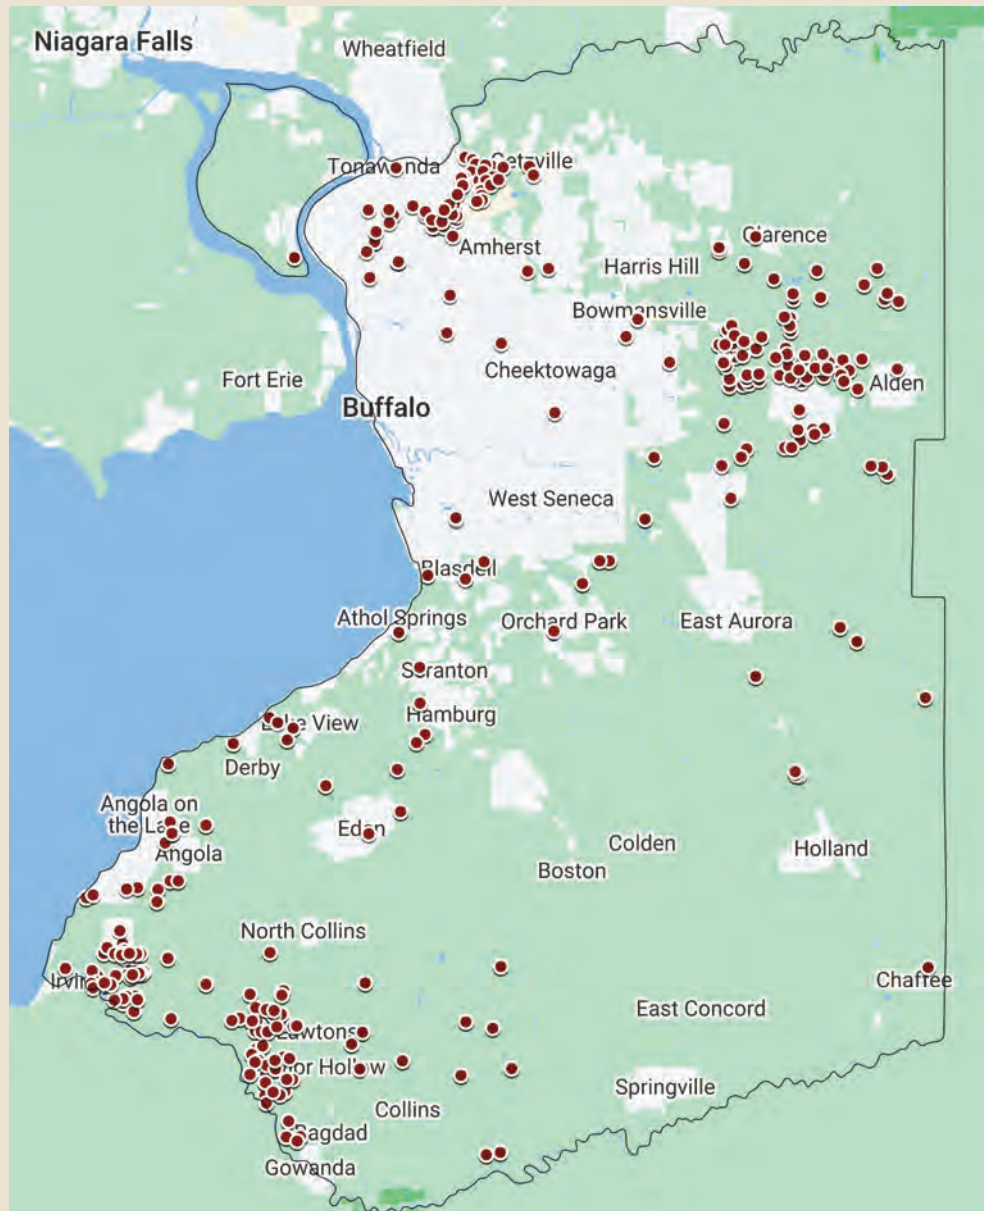 Niagara Falls
Wheatfield
Tonawanda
Getzville
Clarence
Amherst
Harris Hill
Bowmansville
Cheektowaga
Fort Erie
Alden
Buffalo
West Seneca
Blasdell
Athol Springs
Orchard Park
East Aurora
Scranton
Hamburg
Lake View
Derby
Angola on
the Lake
Eden
Angola
Colden
Holland
Boston
North Collins
Irving
Chaffee
East Concord
Lawtons
Hollow
Springville
Collins
Bagdad
Gowanda